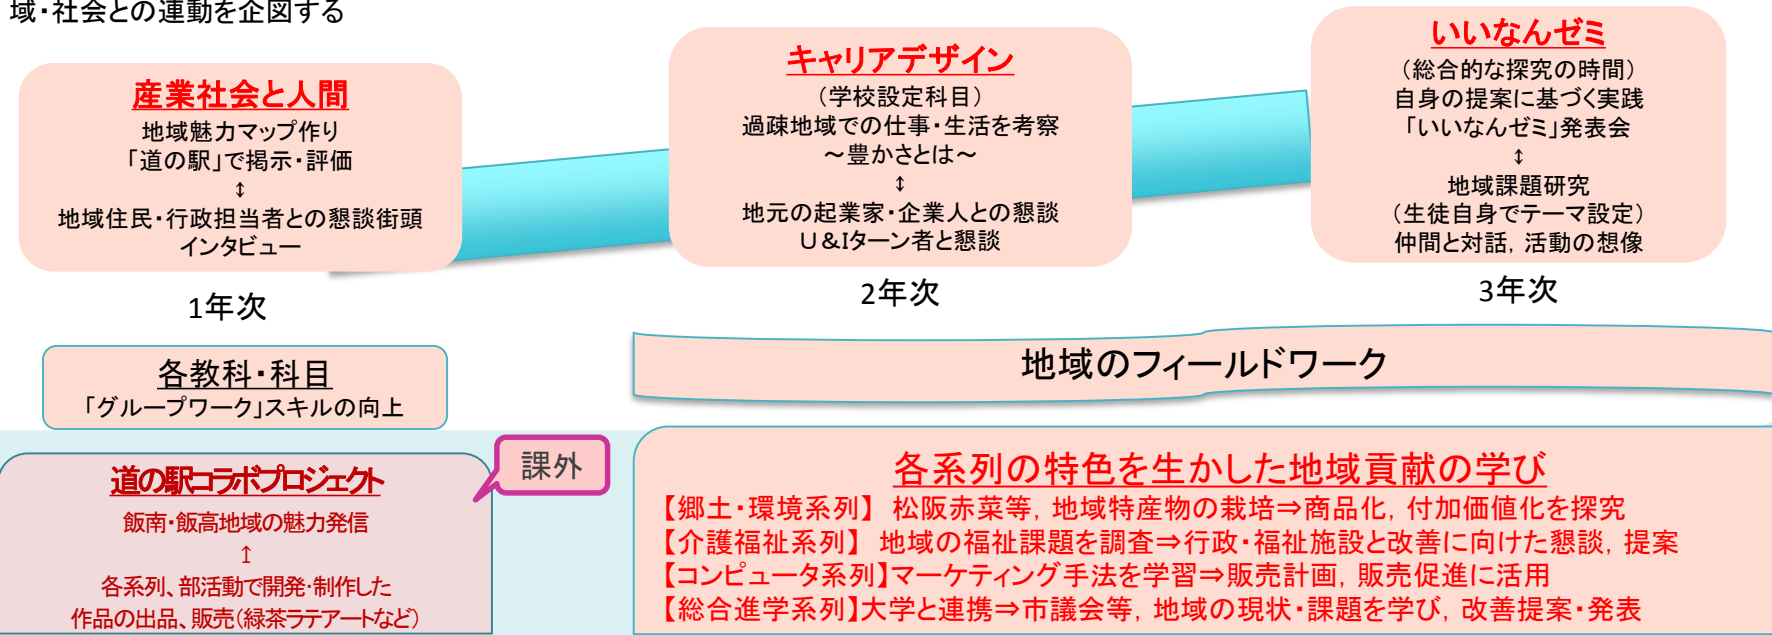 域・社会との連動を企図する
産業社会と人間
地域魅力マップ作り
「道の駅」で掲示・評価
↕
地域住民・行政担当者との懇談街頭
インタビュー
1年次
キャリアデザイン
（学校設定科目）
過疎地域での仕事・生活を考察
～豊かさとは～
↕
地元の起業家・企業人との懇談
U&Iターン者と懇談
2年次
いいなんゼミ
（総合的な探究の時間）
自身の提案に基づく実践
「いいなんゼミ」発表会
↕
地域課題研究
（生徒自身でテーマ設定）
仲間と対話，活動の想像
3年次
各教科・科目
「グループワーク」スキルの向上
地域のフィールドワーク
課外
道の駅コラボプロジェクト
飯南・飯高地域の魅力発信
↕
各系列、部活動で開発・制作した
作品の出品、販売（緑茶ラテアートなど）
各系列の特色を生かした地域貢献の学び
【郷土・環境系列】 松阪赤菜等，地域特産物の栽培⇒商品化，付加価値化を探究
【介護福祉系列】 地域の福祉課題を調査⇒行政・福祉施設と改善に向けた懇談，提案
【コンピュータ系列】マーケティング手法を学習⇒販売計画，販売促進に活用
【総合進学系列】大学と連携⇒市議会等，地域の現状・課題を学び，改善提案・発表